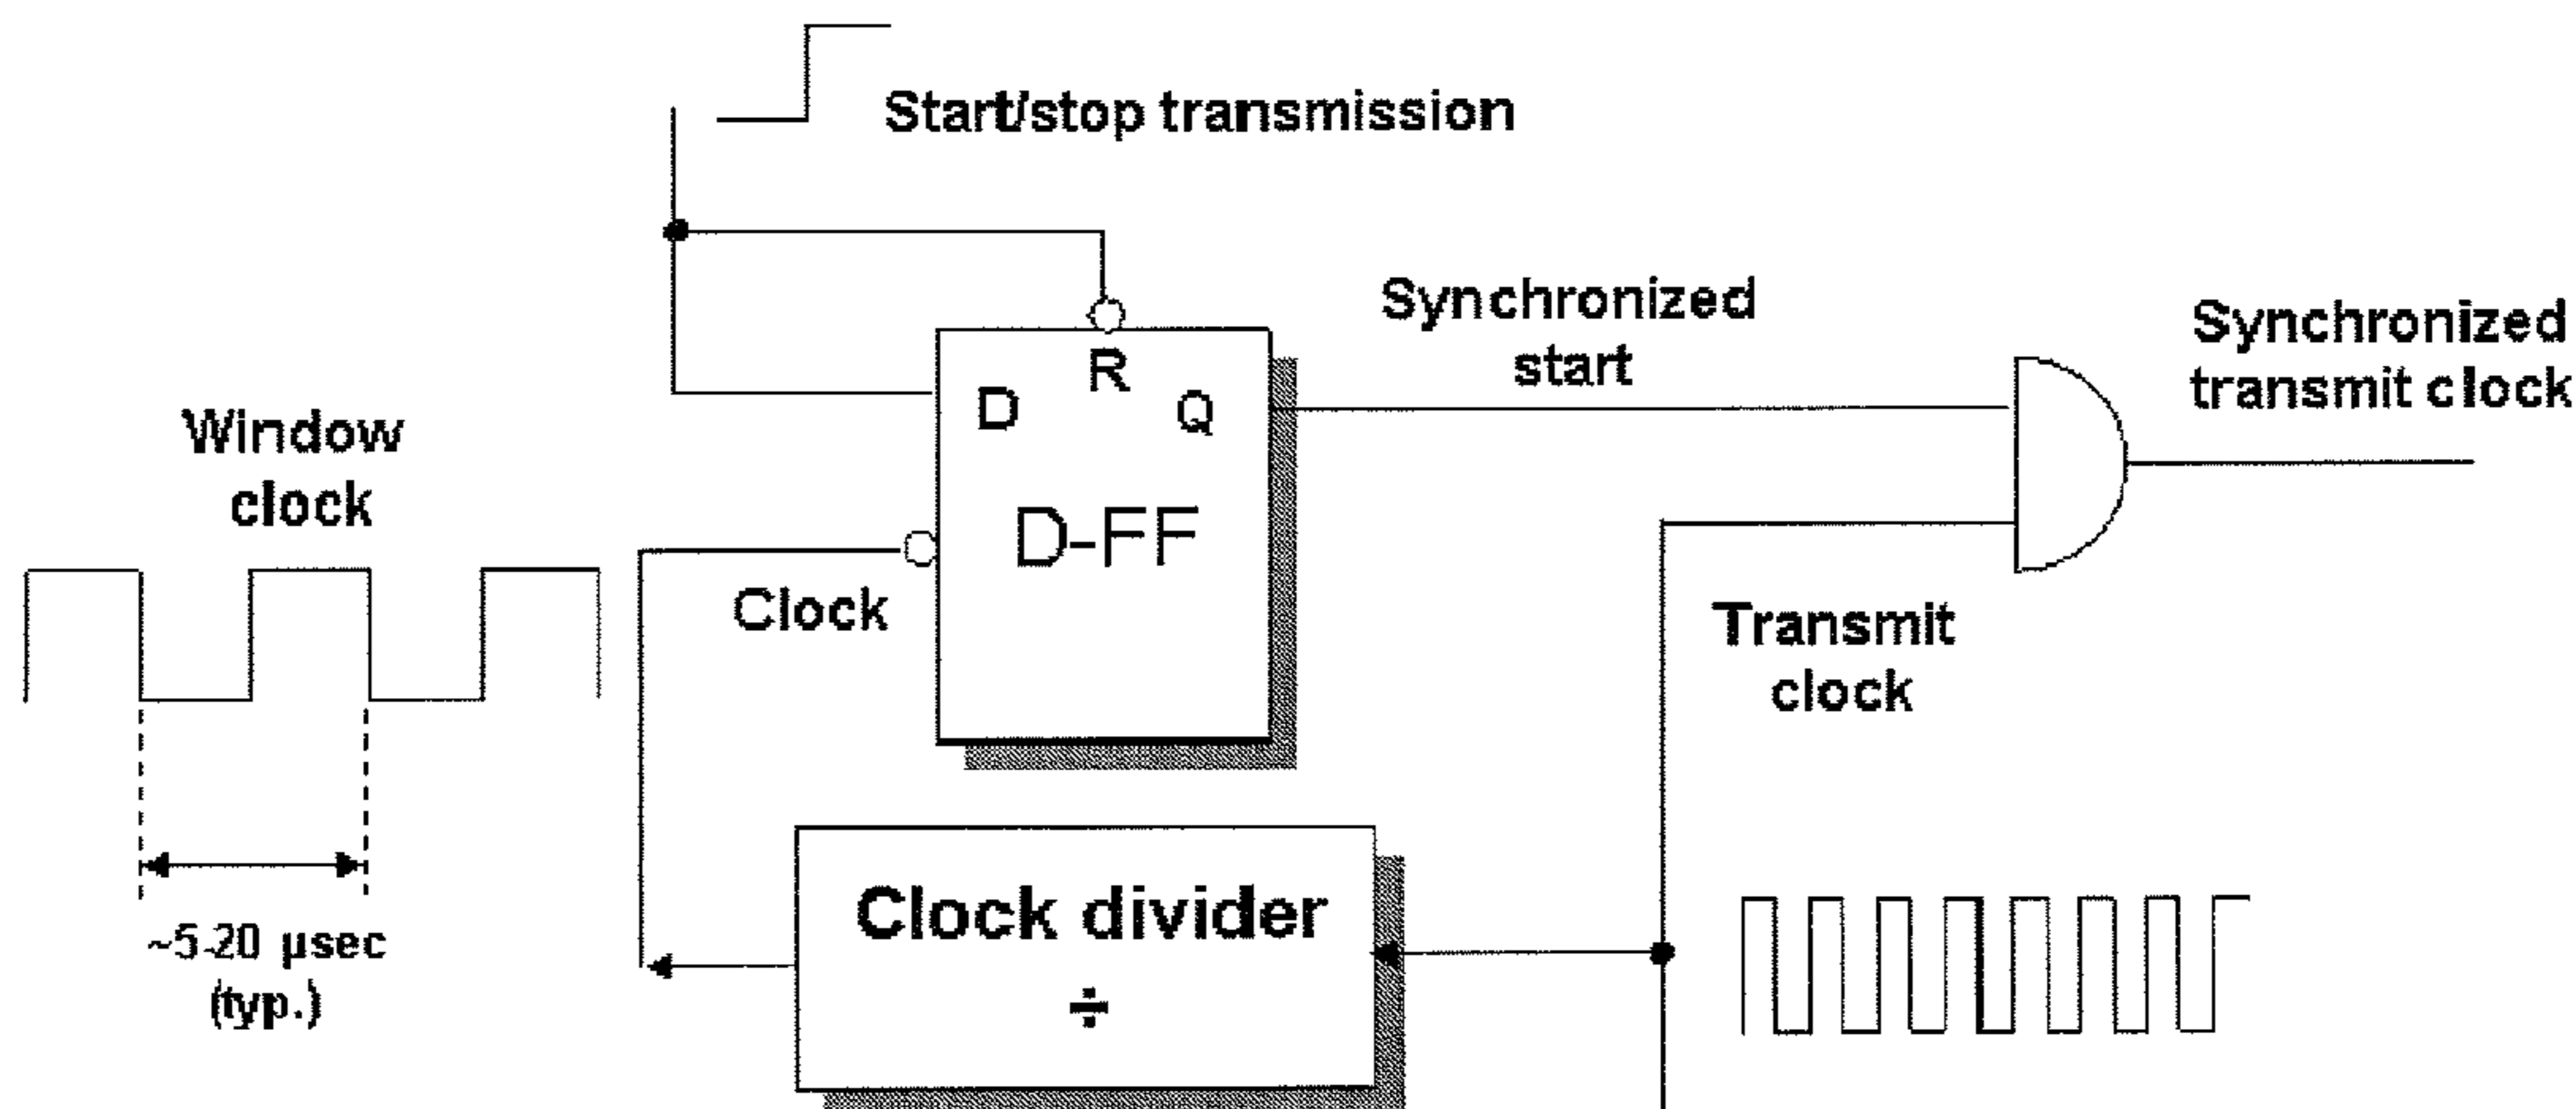 Start/stop transmission
Synchronized
start
Synchronized
transmit clock
Window
clock
D
R
Q
D-FF
Clock
Transmit
clock
~5-20 µsec
(typ.)
Clock divider
÷